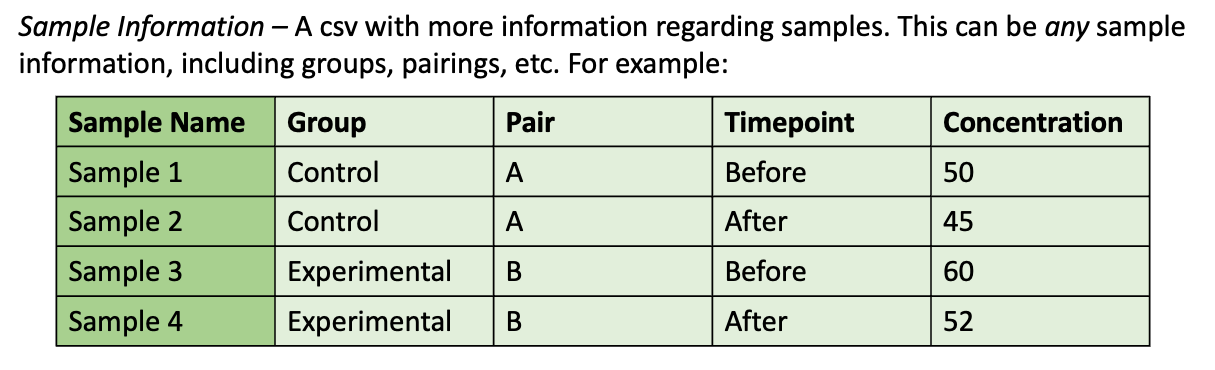 Sample Information – A csv with more information regarding samples. This can be any sample
information, including groups, pairings, etc. For example:
Sample Name Group Pair Timepoint Concentration
Sample 1 Control A Before 50
Sample 2 Control A After 45
Sample 3 Experimental B Before 60
Sample 4 Experimental B After 52